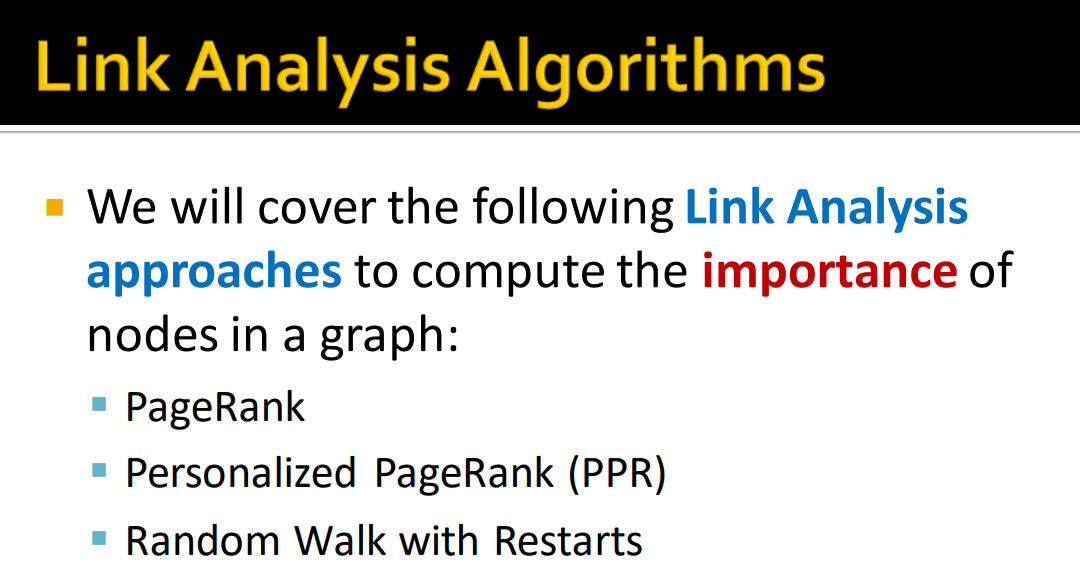 Link Analysis Algorithms
We will cover the following Link Analysis
approaches to compute the importance of
nodes in a graph:
PageRank
Personalized PageRank (PPR)
Random Walk with Restarts